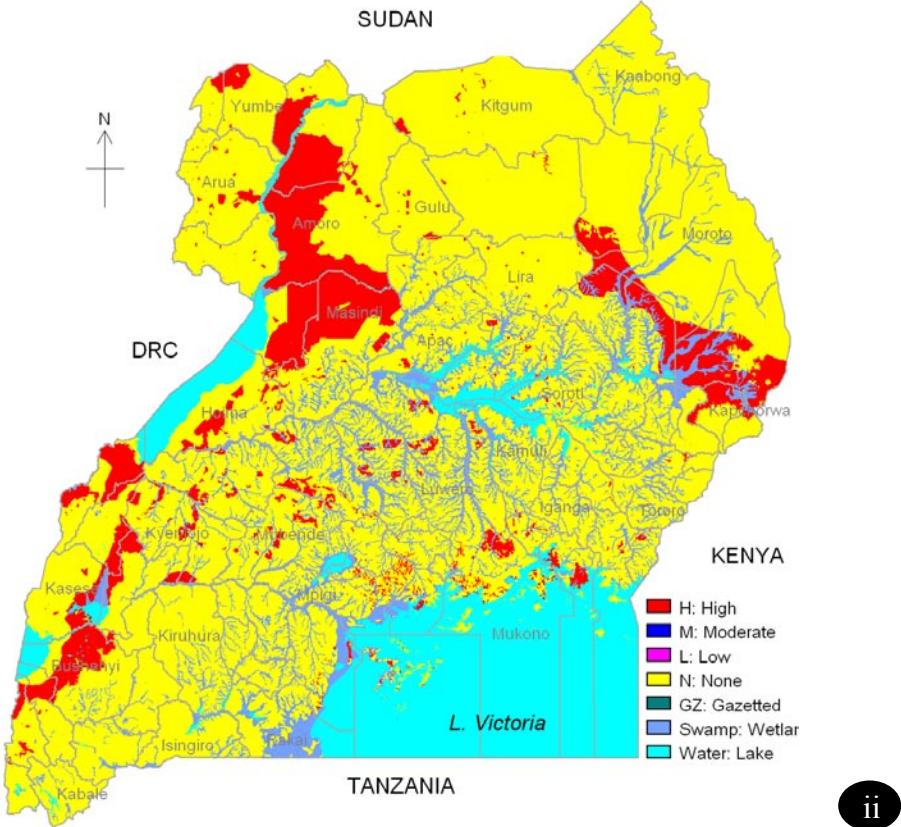 SUDAN
Kaabong
Yumbe
Kitgum
N
Arua
Gulu
Amoro
Moroto
Lira
Masindi
DRC
Apac
Soroti
Hoima
Kapchorwa
Kamuli
Luwero
Iganga
Tororo
Kyenjojo
Mubende
KENYA
Kasese
Mpigi
H: High
Kiruhura
Mukono
M: Moderate
Bushenyi
L: Low
N: None
GZ: Gazetted
L. Victoria
Swamp: Wetlar
Isingiro
Rakai
Water: Lake
TANZANIA
Kabale
ii